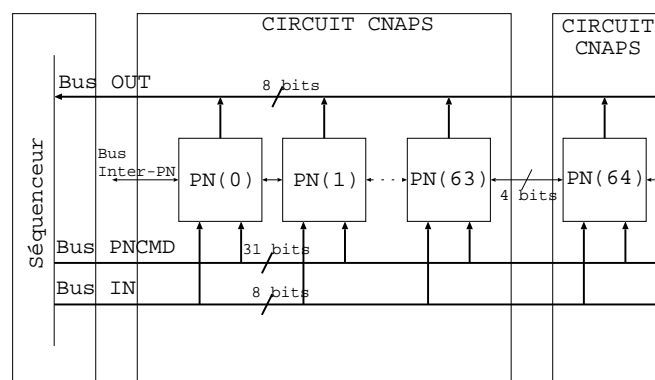 CIRCUIT CNAPS
CIRCUIT
CNAPS
Bus OUT
8 bits
Bus
Inter-PN
PN(0)
PN(1)
. . .
PN(63)
4 bits
PN(64)
Séquenceur
Bus PNCMD
31 bits
Bus IN
8 bits